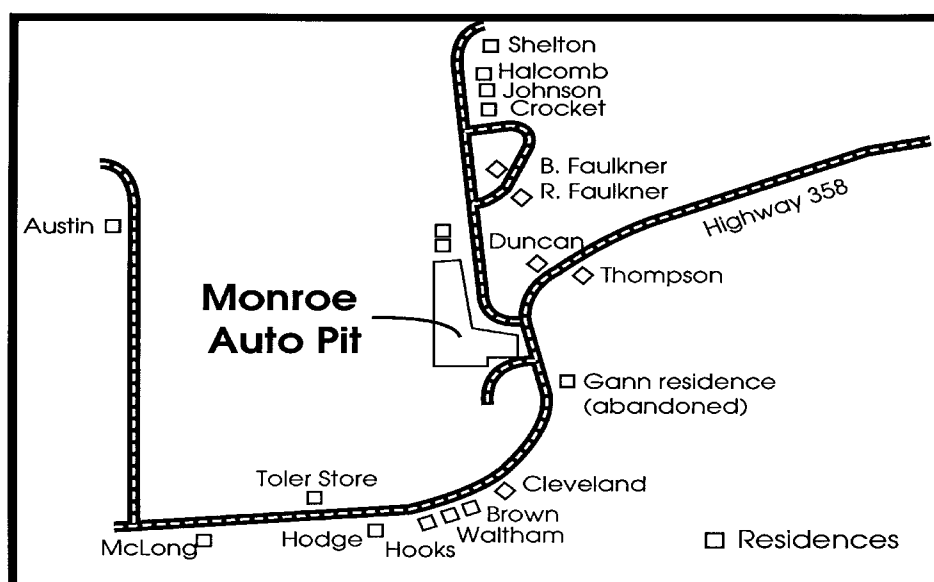 Shelton
Halcomb
Johnson
Crocket
B. Faulkner
R. Faulkner
Highway 358
Austin
Duncan
Thompson
Monroe
Auto Pit
Gann residence
(abandoned)
Toler Store
Cleveland
Brown
Waltham
Hooks
Hodge
McLong
Residences